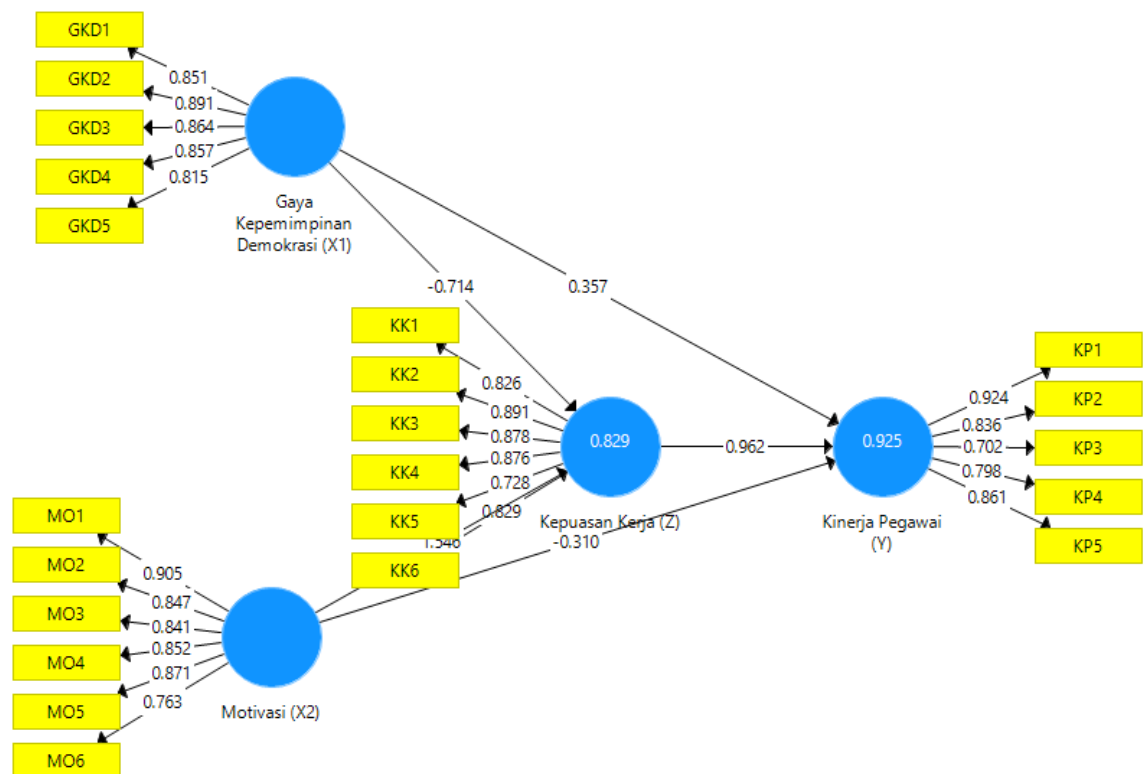 GKD1
GKD2
GKD3
GKD4
GKD5
0.851
0.891
0.864
0.857
0.815
Gaya
Kepemimpinan
Demokrasi (X1)
-0.714
0.357
KK1
KK2
KK3
KK4
KK5
KK6
0.826
0.891
0.878
0.876
0.728
0.829
0.829
Kepuasan Kerja (Z)
1.546
-0.310
0.962
0.925
Kinerja Pegawai
(Y)
KP1
KP2
KP3
KP4
KP5
0.924
0.836
0.702
0.798
0.861
MO1
MO2
MO3
MO4
MO5
MO6
0.905
0.847
0.841
0.852
0.871
0.763
Motivasi (X2)